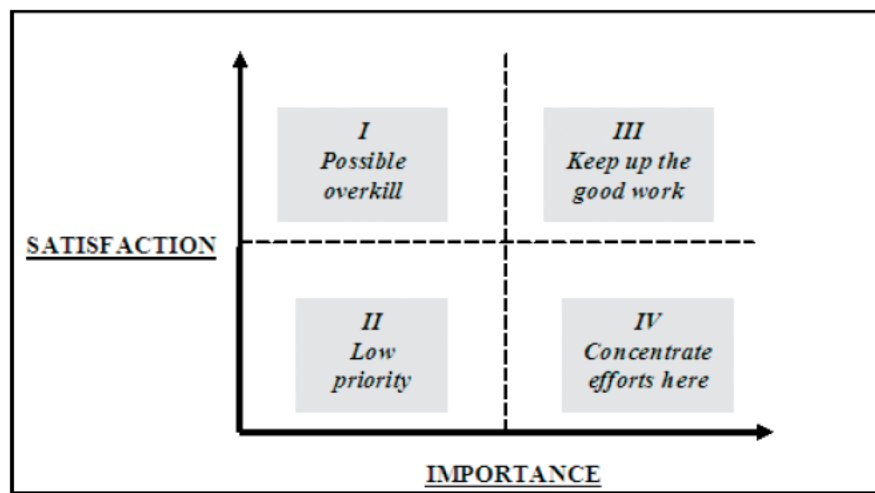 I
Possible
overkill
III
Keep up the
good work
SATISFACTION
II
Low
priority
IV
Concentrate
efforts here
IMPORTANCE